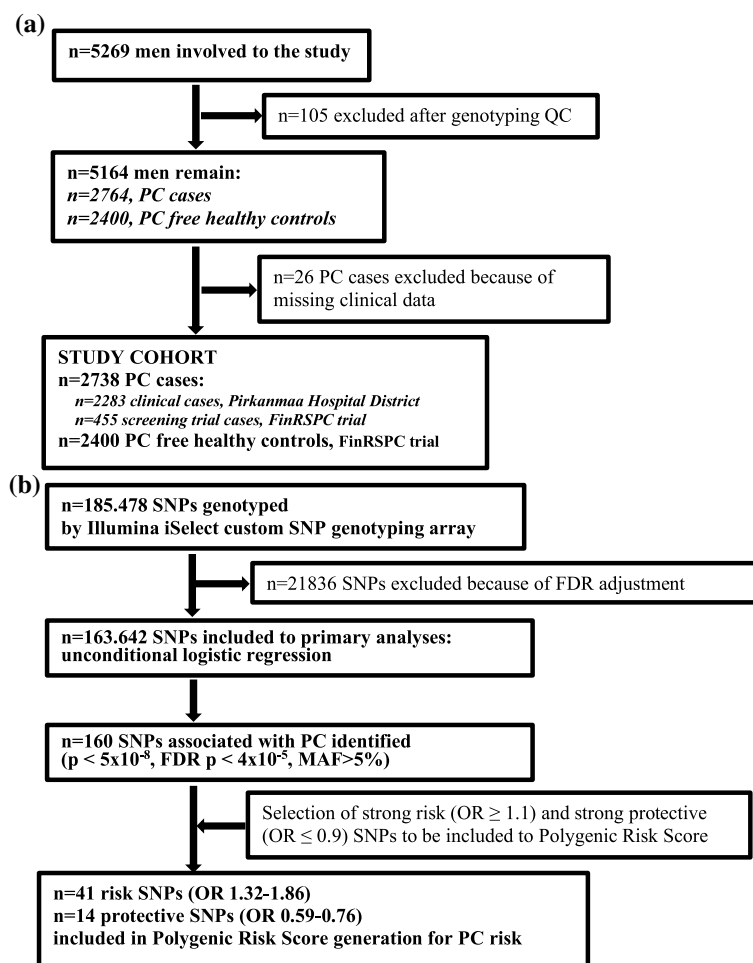 (a)
n=5269 men involved to the study
n=105 excluded after genotyping QC
n=5164 men remain:
n=2764, PC cases
n=2400, PC free healthy controls
n=26 PC cases excluded because of
missing clinical data
STUDY COHORT
n=2738 PC cases:
n=2283 clinical cases, Pirkanmaa Hospital District
n=455 screening trial cases, FinRSPC trial
n=2400 PC free healthy controls, FinRSPC trial
(b)
n=185.478 SNPs genotyped
by Illumina iSelect custom SNP genotyping array
n=21836 SNPs excluded because of FDR adjustment
n=163.642 SNPs included to primary analyses:
unconditional logistic regression
n=160 SNPs associated with PC identified
(p < 5x10⁻⁸, FDR p < 4x10⁻⁵, MAF>5%)
Selection of strong risk (OR ≥ 1.1) and strong protective
(OR ≤ 0.9) SNPs to be included to Polygenic Risk Score
n=41 risk SNPs (OR 1.32-1.86)
n=14 protective SNPs (OR 0.59-0.76)
included in Polygenic Risk Score generation for PC risk